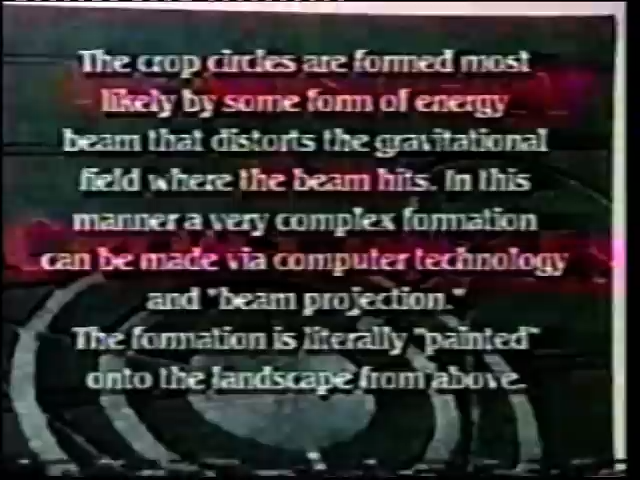 The crop circles are formed most
likely by some form of energy
beam that distorts the gravitational
field where the beam hits. In this
manner a very complex formation
can be made via computer technology
and "beam projection."
The formation is literally "painted"
onto the landscape from above.